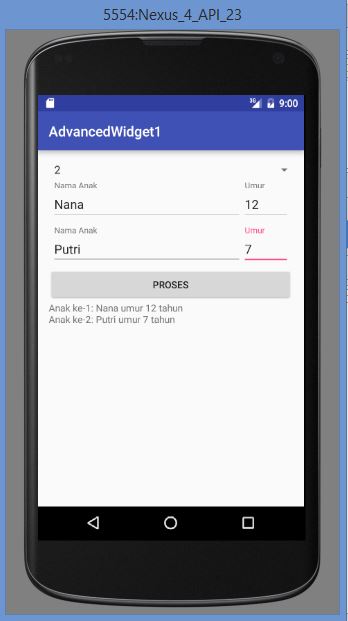 5554:Nexus_4_API_23
3G 9:00
AdvancedWidget1
2
Nama Anak Umur
Nana 12
Nama Anak Umur
Putri 7
PROSES
Anak ke-1: Nana umur 12 tahun
Anak ke-2: Putri umur 7 tahun